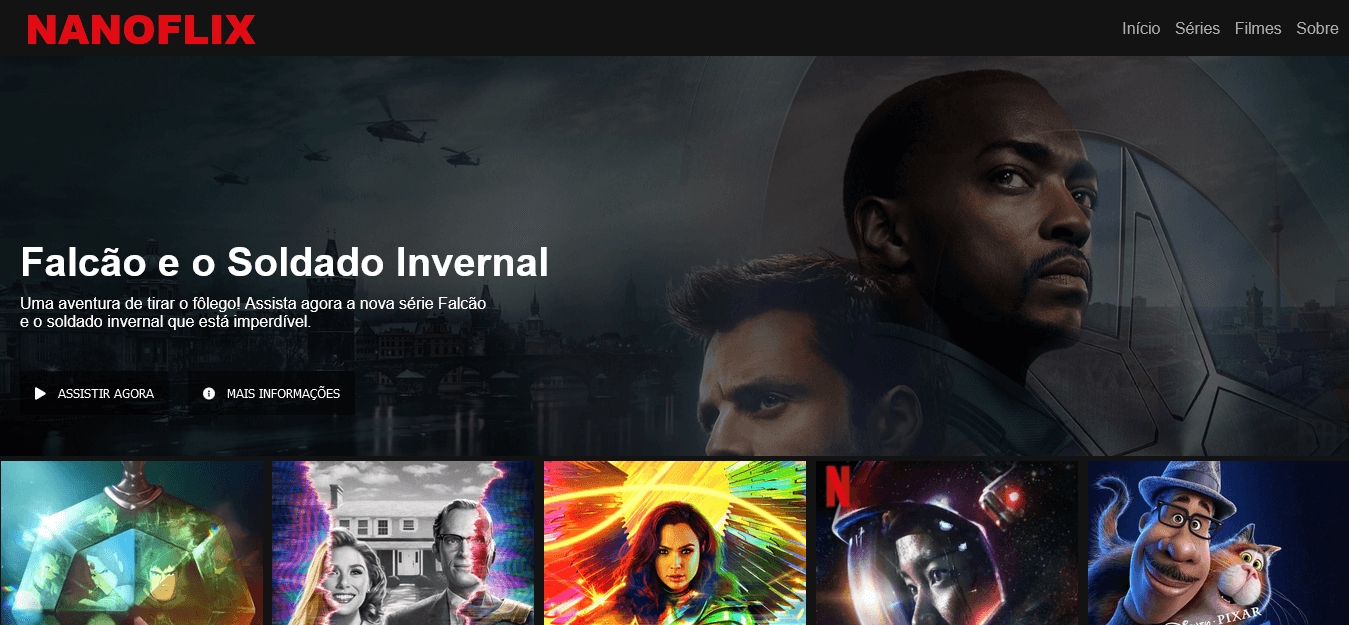 NANOFLIX
Início Séries Filmes Sobre
Falcão e o Soldado Invernal
Uma aventura de tirar o fôlego! Assista agora a nova série Falcão
e o soldado invernal que está imperdível.
ASSISTIR AGORA
MAIS INFORMAÇÕES
N
Disney·PIXAR